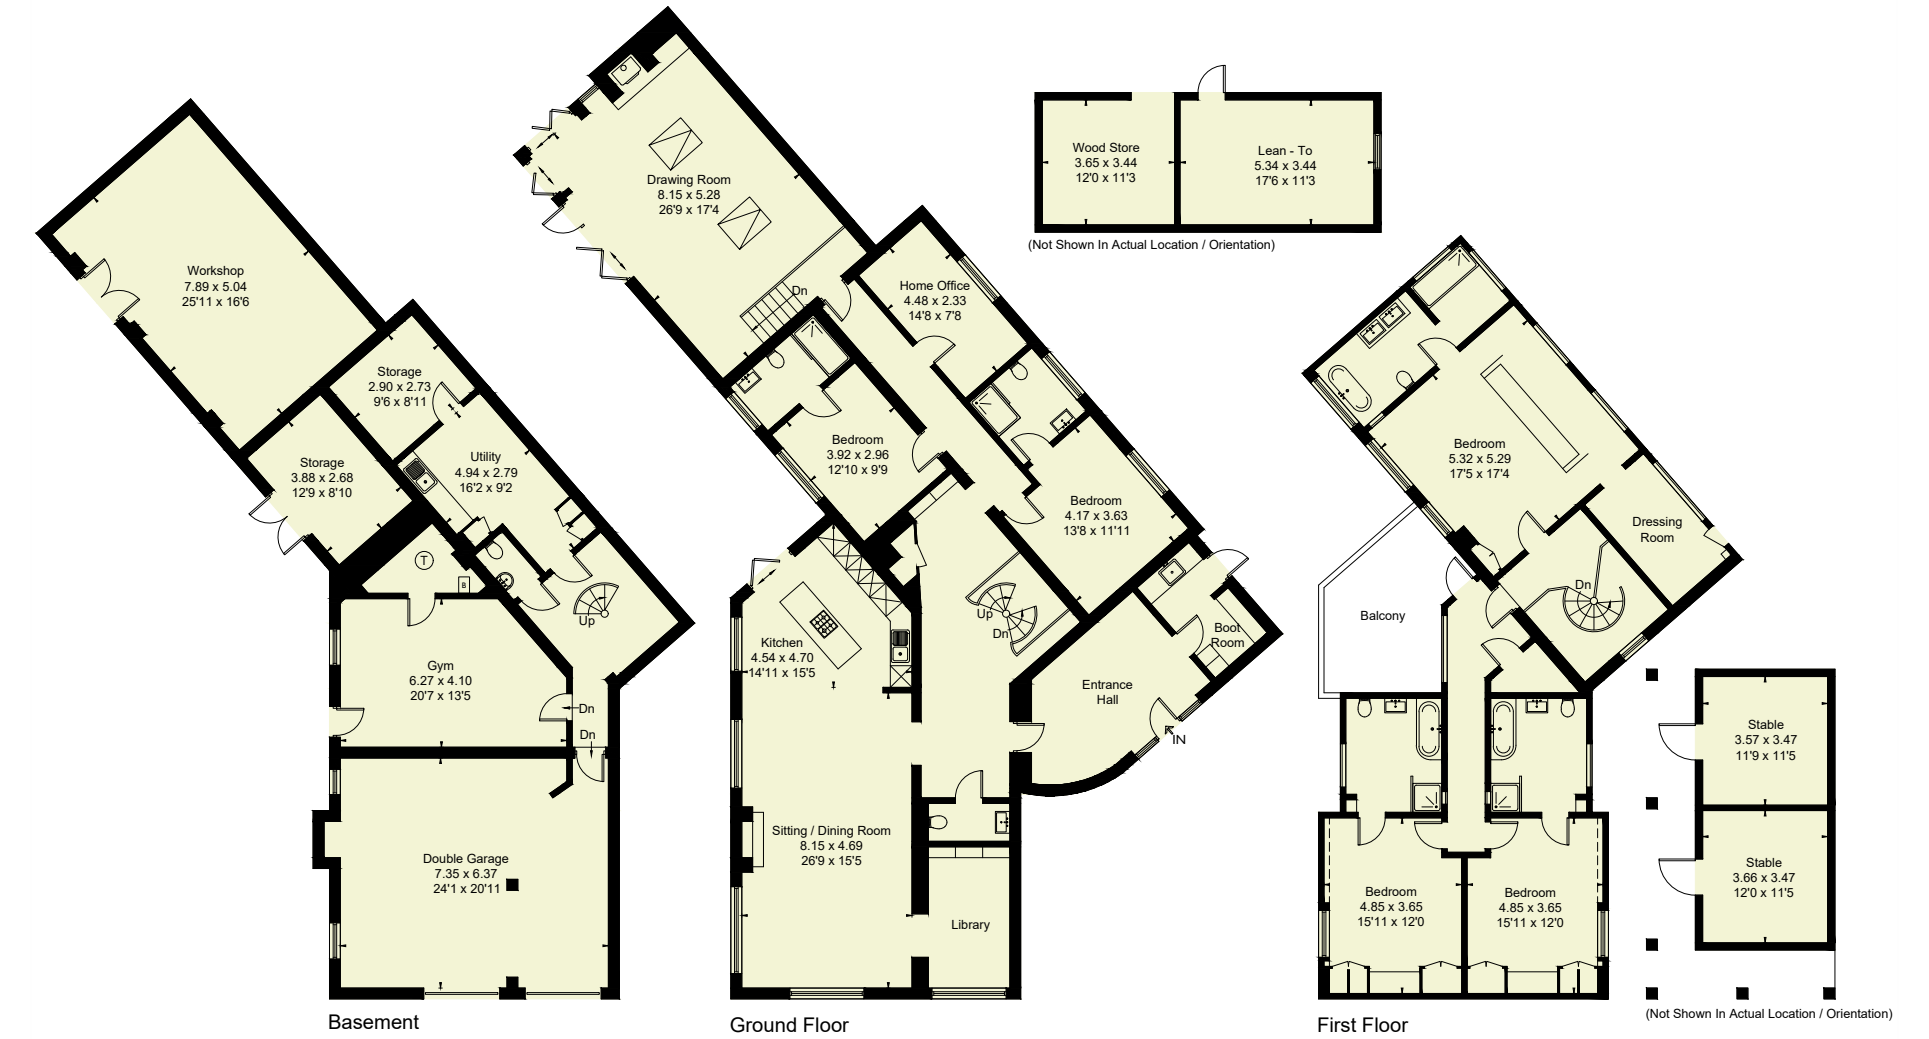 Workshop
7.89 x 5.04
25'11 x 16'6
Storage
2.90 x 2.73
9'6 x 8'11
Storage
3.88 x 2.68
12'9 x 8'10
Utility
4.94 x 2.79
16'2 x 9'2
T
B
Up
Gym
6.27 x 4.10
20'7 x 13'5
Dn
Dn
Double Garage
7.35 x 6.37
24'1 x 20'11
Basement
Drawing Room
8.15 x 5.28
26'9 x 17'4
Dn
Home Office
4.48 x 2.33
14'8 x 7'8
Bedroom
3.92 x 2.96
12'10 x 9'9
Bedroom
4.17 x 3.63
13'8 x 11'11
Kitchen
4.54 x 4.70
14'11 x 15'5
Up
Dn
Boot
Room
Entrance
Hall
IN
Sitting / Dining Room
8.15 x 4.69
26'9 x 15'5
Library
Ground Floor
Wood Store
3.65 x 3.44
12'0 x 11'3
Lean - To
5.34 x 3.44
17'6 x 11'3
(Not Shown In Actual Location / Orientation)
Bedroom
5.32 x 5.29
17'5 x 17'4
Dressing
Room
Dn
Balcony
Bedroom
4.85 x 3.65
15'11 x 12'0
Bedroom
4.85 x 3.65
15'11 x 12'0
First Floor
Stable
3.57 x 3.47
11'9 x 11'5
Stable
3.66 x 3.47
12'0 x 11'5
(Not Shown In Actual Location / Orientation)